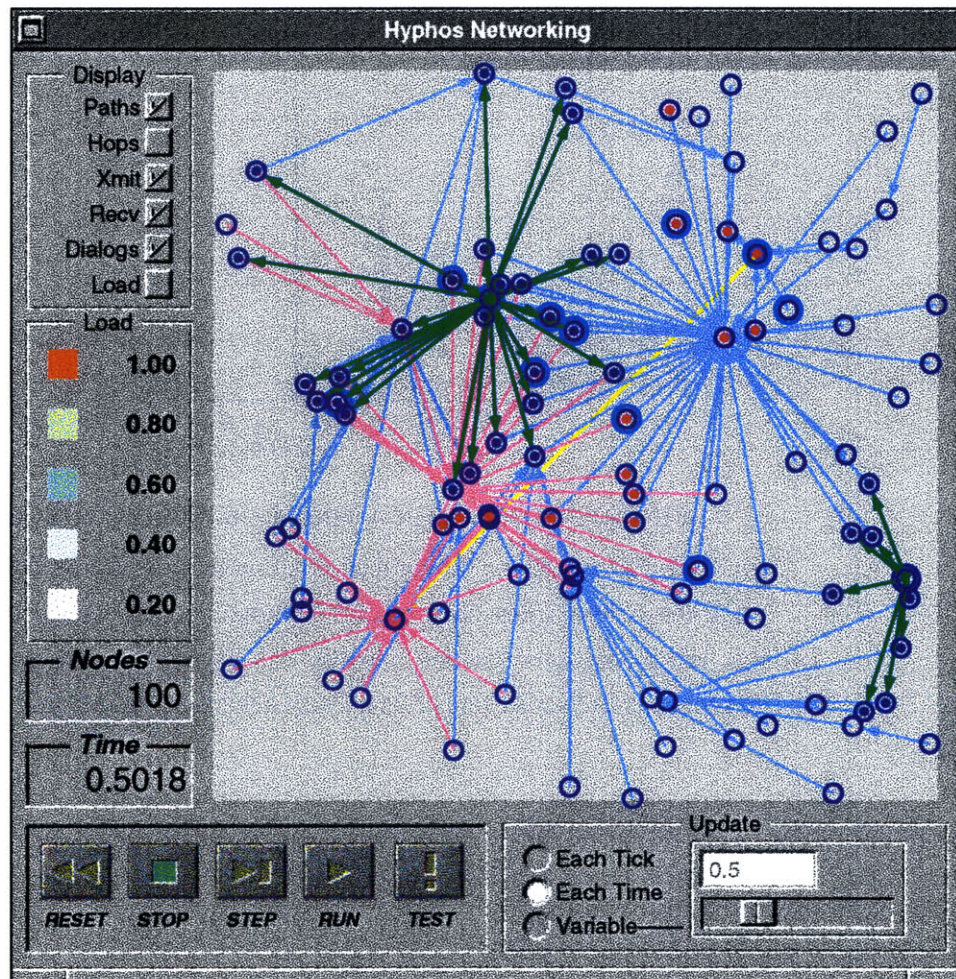 Hyphos Networking
Display
Paths
Hops
Xmit
Recv
Dialogs
Load
Load
1.00
0.80
0.60
0.40
0.20
Nodes
100
Time
0.5018
RESET STOP STEP RUN TEST
Update
Each Tick
Each Time
Variable
0.5